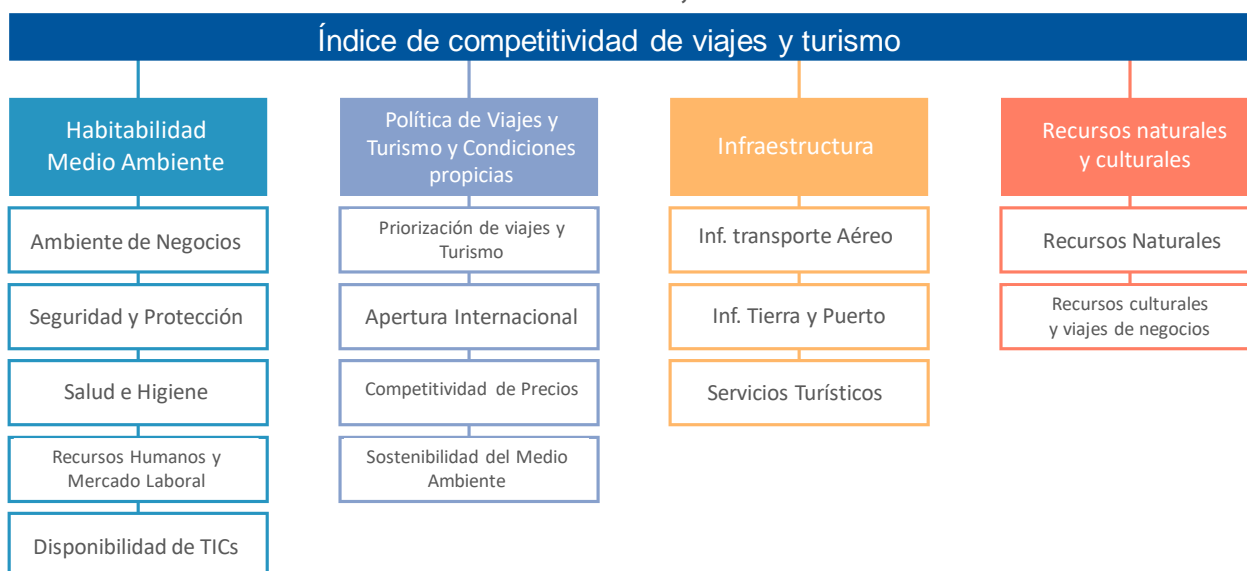 Índice de competitividad de viajes y turismo
Habitabilidad
Medio Ambiente
Ambiente de Negocios
Seguridad y Protección
Salud e Higiene
Recursos Humanos y
Mercado Laboral
Disponibilidad de TICs
Política de Viajes y
Turismo y Condiciones
propicias
Priorización de viajes y
Turismo
Apertura Internacional
Competitividad de Precios
Sostenibilidad del Medio
Ambiente
Infraestructura
Inf. transporte Aéreo
Inf. Tierra y Puerto
Servicios Turísticos
Recursos naturales
y culturales
Recursos Naturales
Recursos culturales
y viajes de negocios